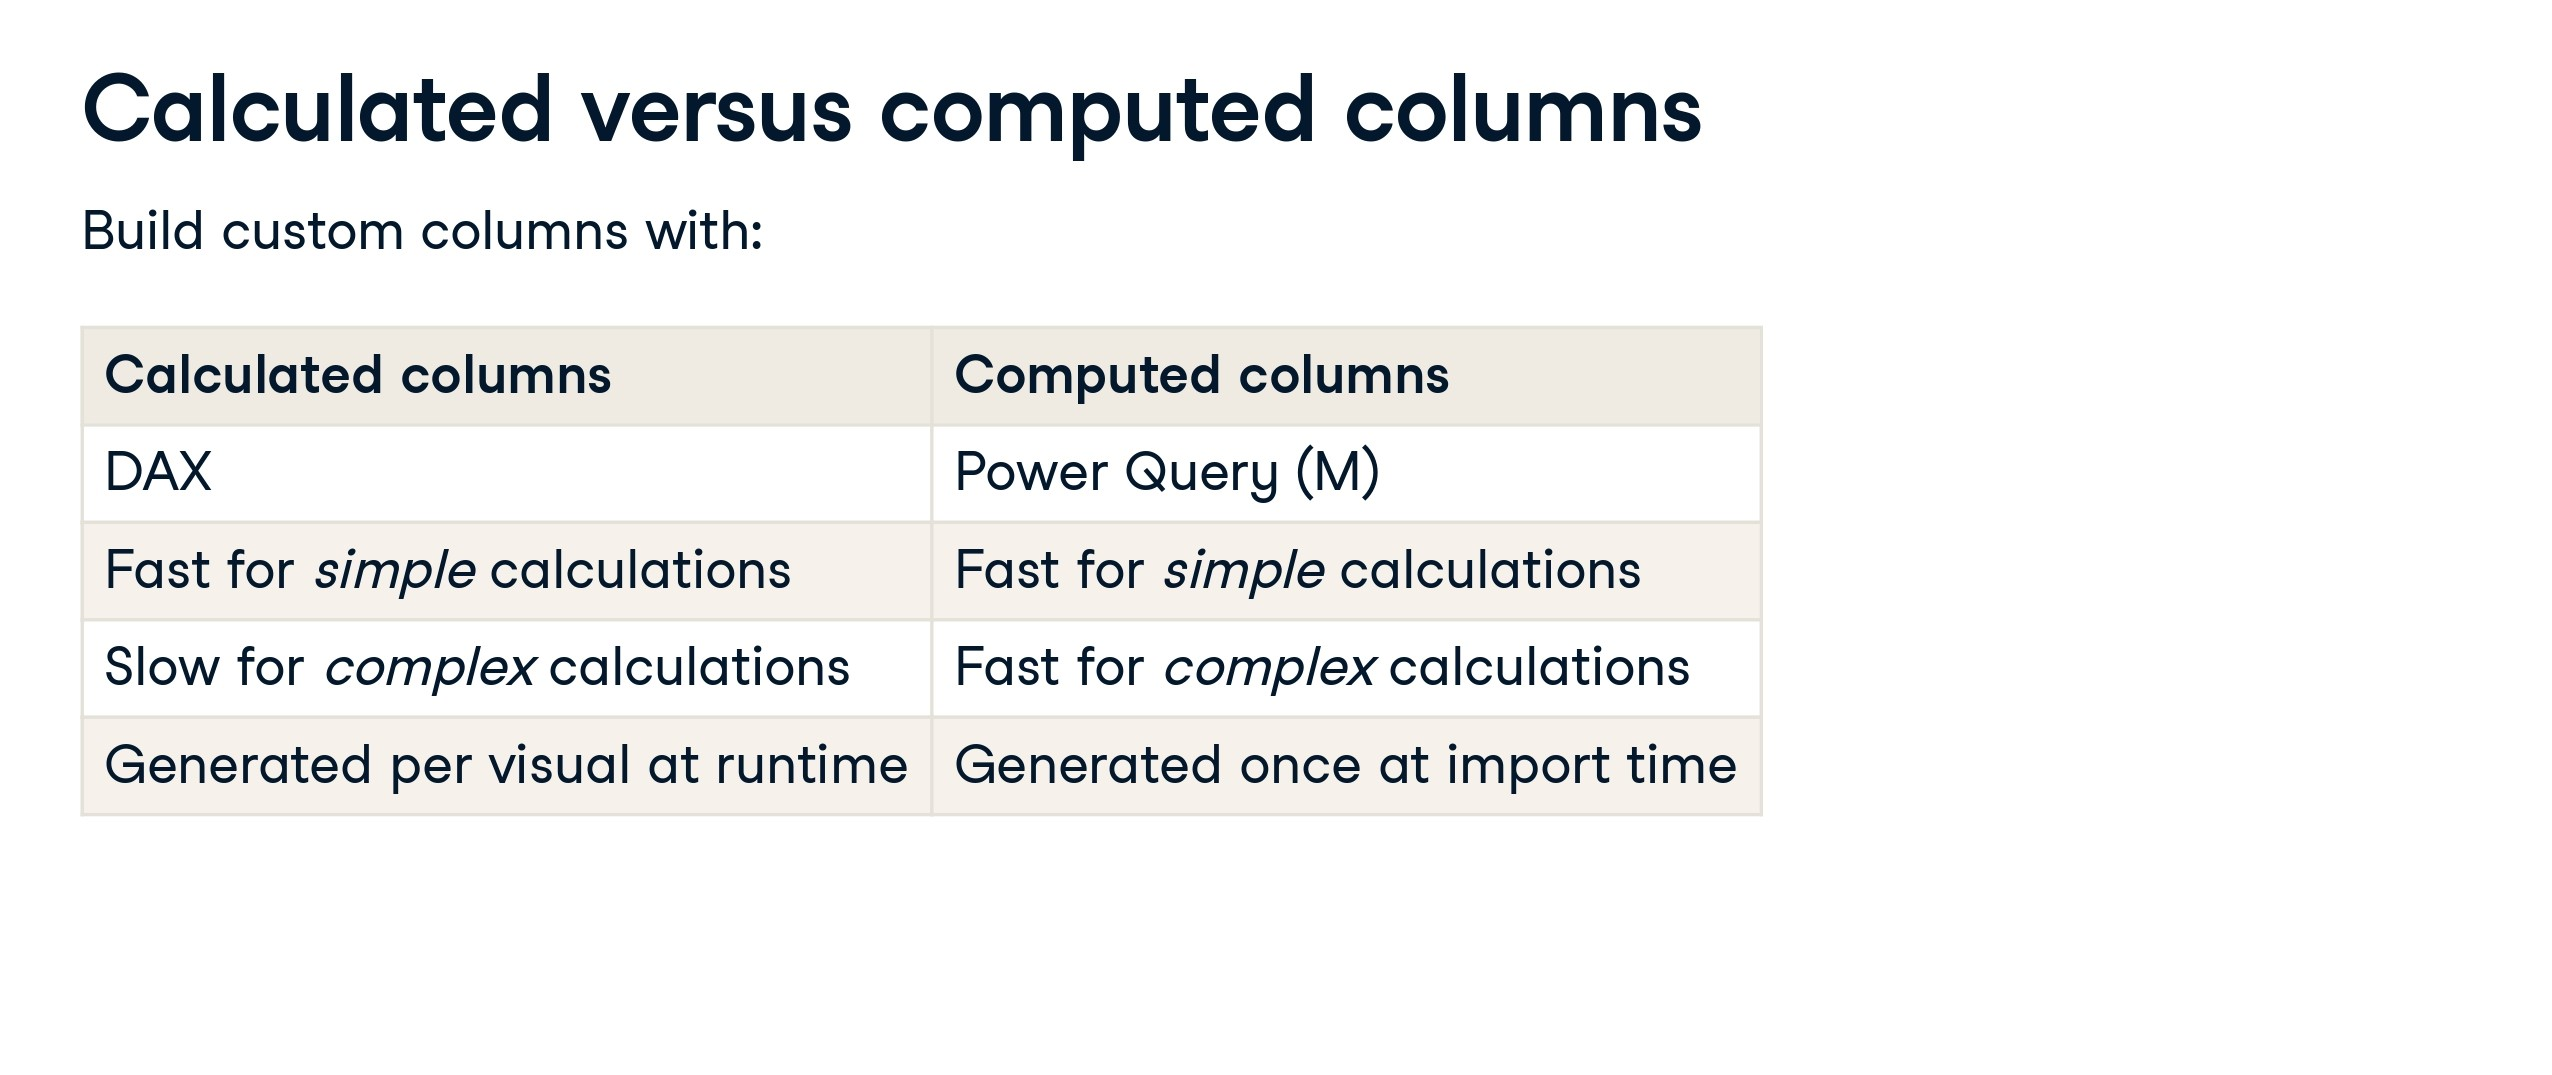 Calculated versus computed columns
Build custom columns with:
Calculated columns Computed columns
DAX Power Query (M)
Fast for simple calculations Fast for simple calculations
Slow for complex calculations Fast for complex calculations
Generated per visual at runtime Generated once at import time